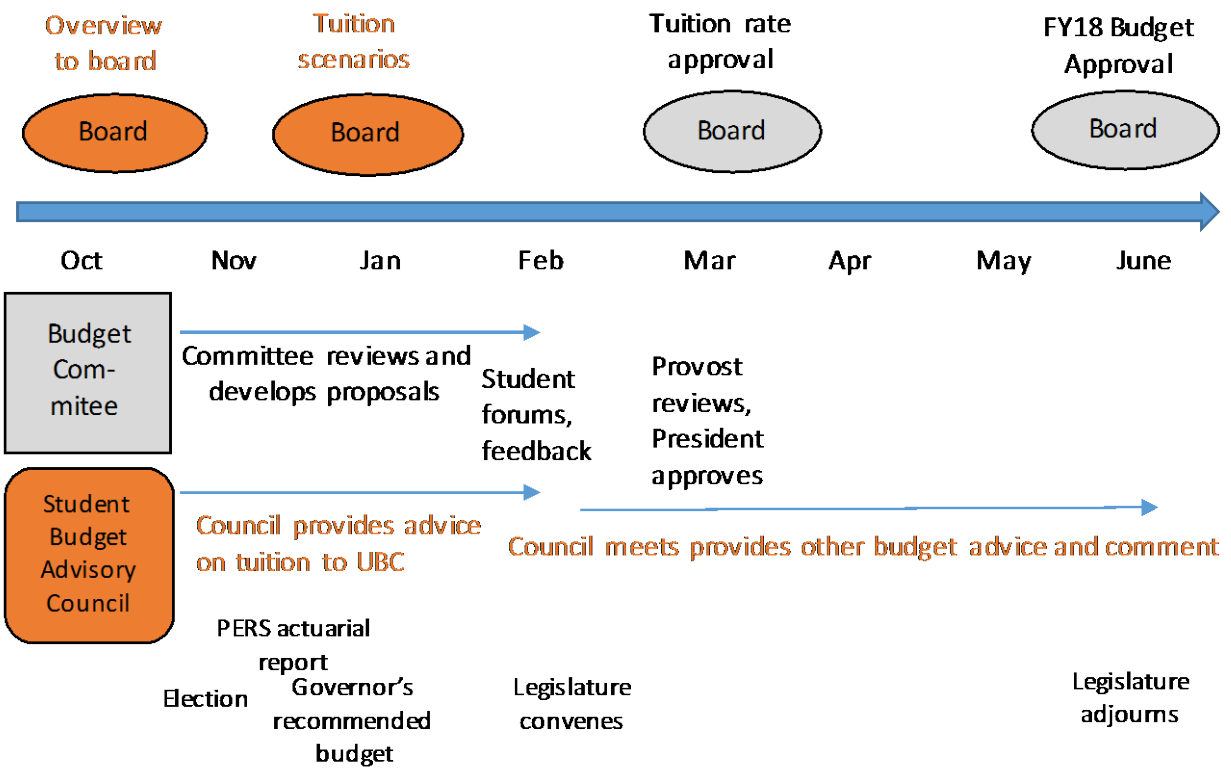 Overview
to board
Tuition
scenarios
Tuition rate
approval
FY18 Budget
Approval
Board
Board
Board
Board
Oct
Nov
Jan
Feb
Mar
Apr
May
June
Budget
Com-
mitee
Committee reviews and
develops proposals
Student
forums,
feedback
Provost
reviews,
President
approves
Student
Budget
Advisory
Council
Council provides advice
on tuition to UBC
Council meets provides other budget advice and comment
PERS actuarial
report
Election
Governor's
recommended
budget
Legislature
convenes
Legislature
adjourns